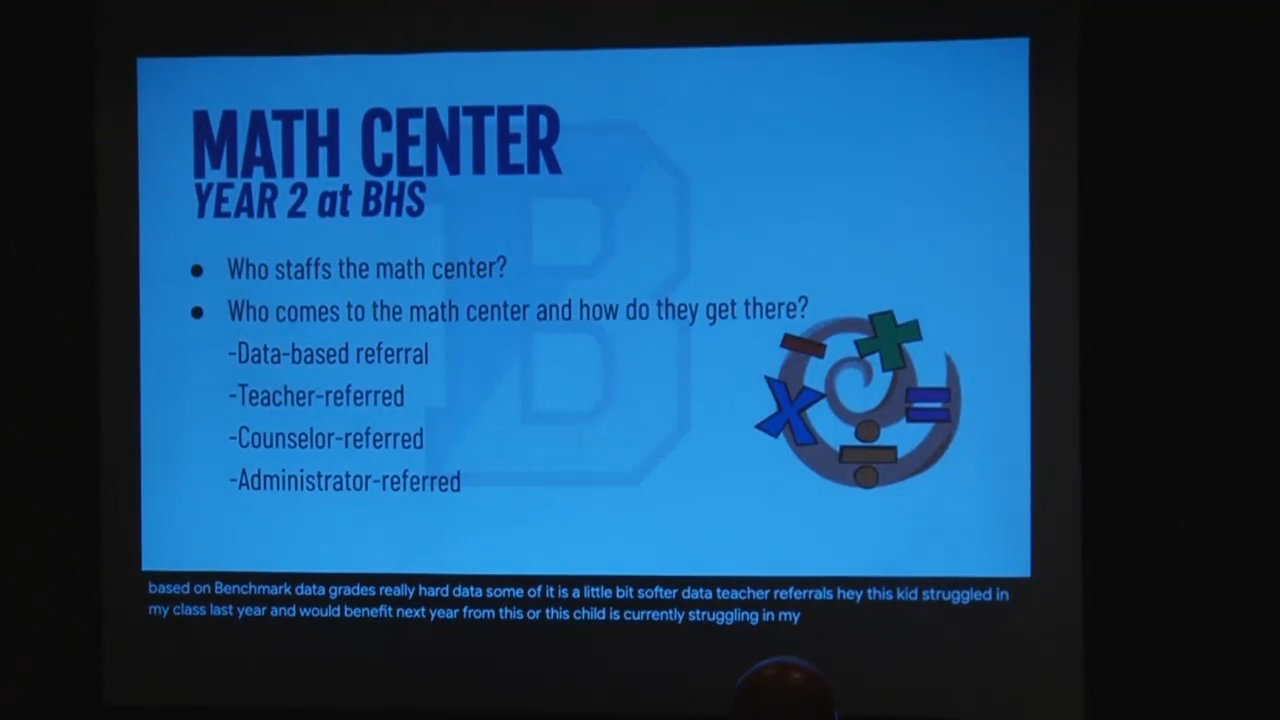 MATH CENTER
YEAR 2 at BHS
● Who staffs the math center?
● Who comes to the math center and how do they get there?
-Data-based referral
-Teacher-referred
-Counselor-referred
-Administrator-referred
B
− + x = ÷
based on Benchmark data grades really hard data some of it is a little bit softer data teacher referrals hey this kid struggled in
my class last year and would benefit next year from this or this child is currently struggling in my